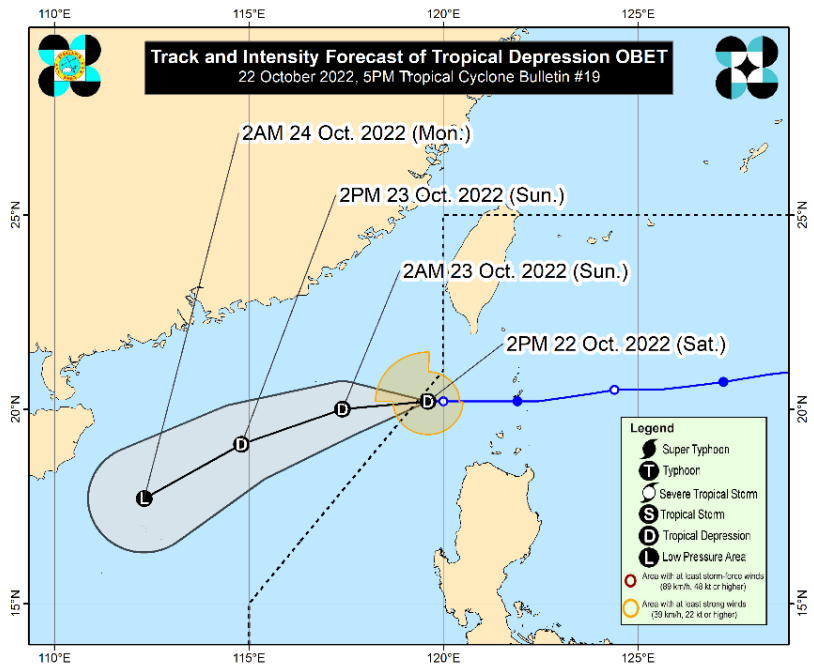 110°E 115°E 120°E 125°E
Track and Intensity Forecast of Tropical Depression OBET
22 October 2022, 5PM Tropical Cyclone Bulletin #19
2AM 24 Oct. 2022 (Mon.)
2PM 23 Oct. 2022 (Sun.)
25°N 25°N
2AM 23 Oct. 2022 (Sun.)
2PM 22 Oct. 2022 (Sat.)
D
D
20°N 20°N
D
L
Legend
Super Typhoon
T Typhoon
Severe Tropical Storm
S Tropical Storm
D Tropical Depression
L Low Pressure Area
Area with at least storm-force winds
(89 km/h, 48 kt or higher)
Area with at least strong winds
(39 km/h, 22 kt or higher)
15°N 15°N
110°E 115°E 120°E 125°E